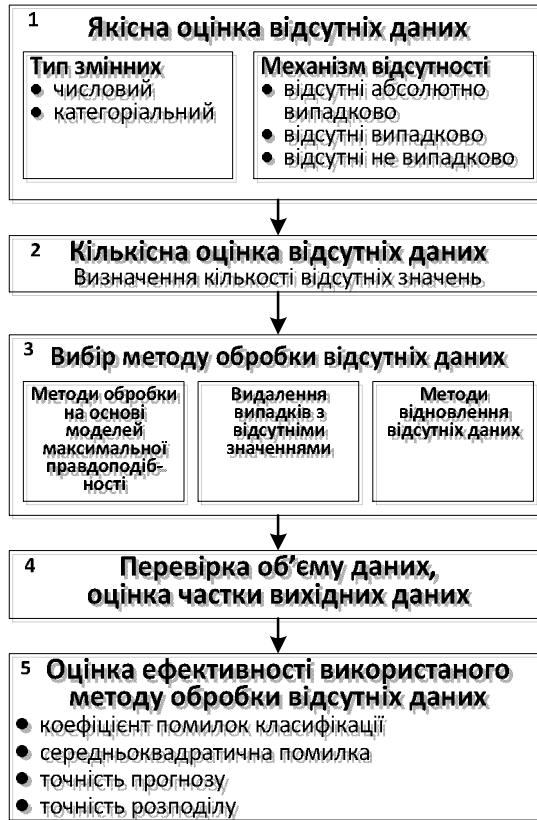 1 Якісна оцінка відсутніх даних
Тип змінних
● числовий
● категоріальний
Механізм відсутності
● відсутні абсолютно
випадково
● відсутні випадково
● відсутні не випадково
2 Кількісна оцінка відсутніх даних
Визначення кількості відсутніх значень
3 Вибір методу обробки відсутніх даних
Методи обробки
на основі
моделей
максимальної
правдоподіб-
ності
Видалення
випадків з
відсутніми
значеннями
Методи
відновлення
відсутніх даних
4 Перевірка об’єму даних,
оцінка частки вихідних даних
5 Оцінка ефективності використаного
методу обробки відсутніх даних
● коефіцієнт помилок класифікації
● середньоквадратична помилка
● точність прогнозу
● точність розподілу